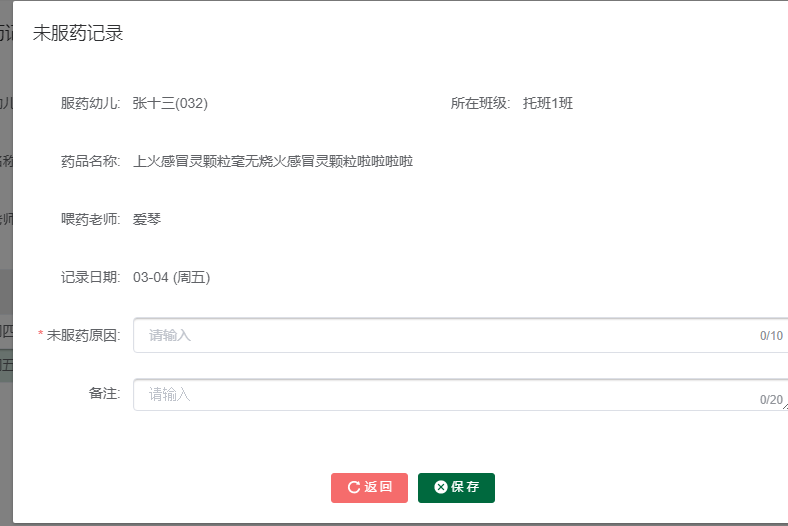 未服药记录
服药幼儿: 张十三(032) 所在班级: 托班1班
药品名称: 上火感冒灵颗粒毫无烧火感冒灵颗粒啦啦啦啦
老师
喂药老师: 爱琴
记录日期: 03-04 (周五)
* 未服药原因: 请输入 0/10
备注: 请输入 0/20
返回 保存